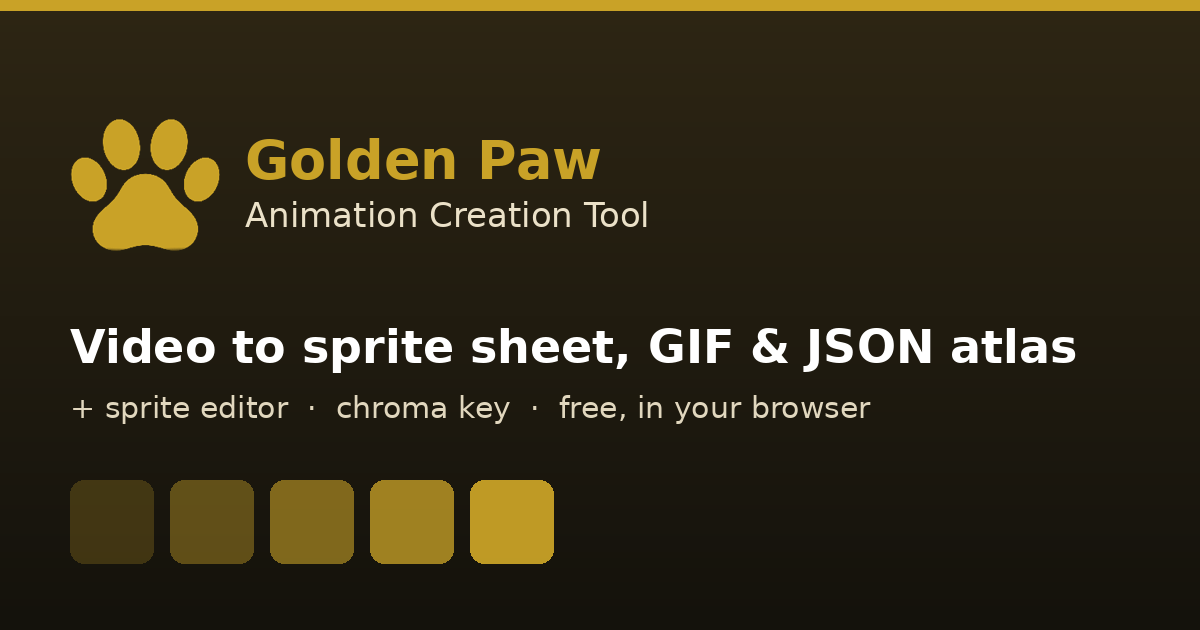 Golden Paw
Animation Creation Tool
Video to sprite sheet, GIF & JSON atlas
+ sprite editor · chroma key · free, in your browser